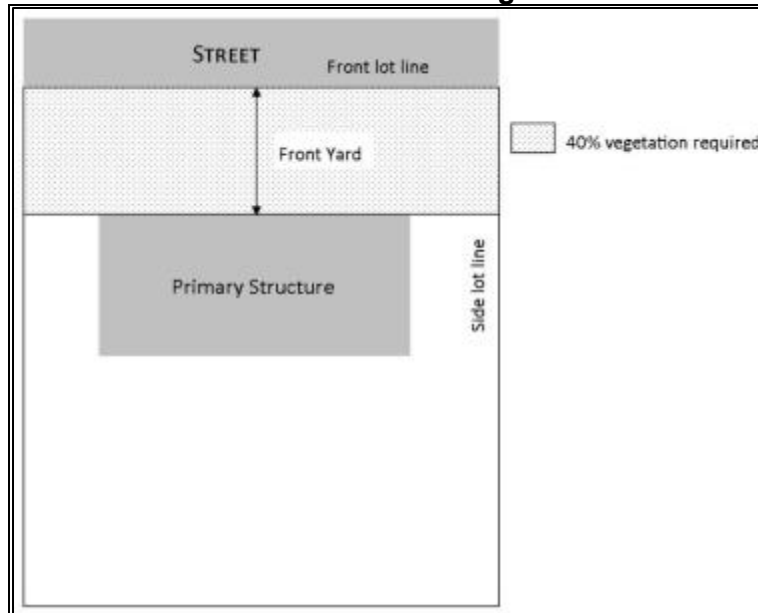 STREET
Front lot line
Front Yard
40% vegetation required
Primary Structure
Side lot line